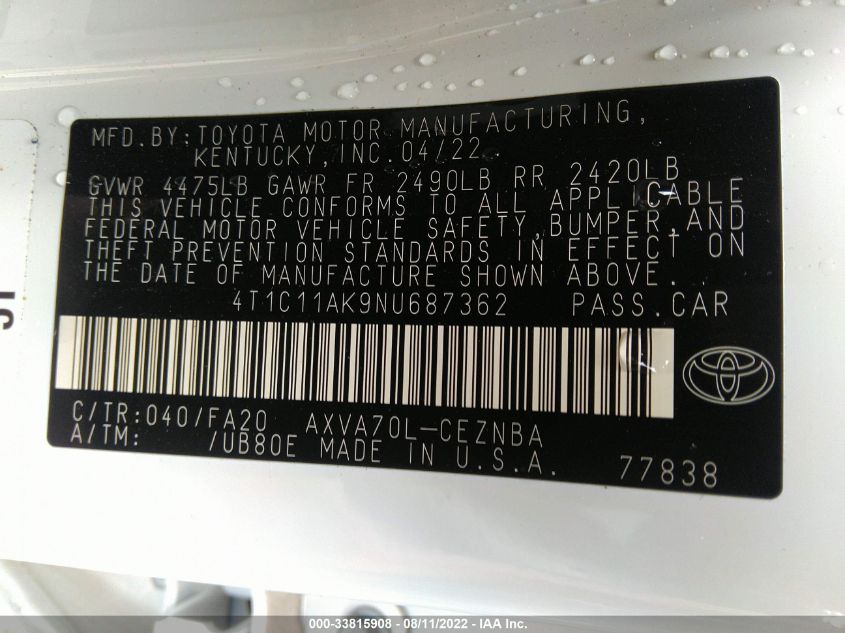 MFD.BY:TOYOTA MOTOR MANUFACTURING,
KENTUCKY,INC.04/22
GVWR 4475LB GAWR FR 2490LB RR 2420LB
THIS VEHICLE CONFORMS TO ALL APPLICABLE
FEDERAL MOTOR VEHICLE SAFETY,BUMPER,AND
THEFT PREVENTION STANDARDS IN EFFECT ON
THE DATE OF MANUFACTURE SHOWN ABOVE.
4T1C11AK9NU687362 PASS.CAR
C/TR:040/FA20 AXVA70L-CEZNBA
A/TM: /UB80E MADE IN U.S.A.
77838
000-33815908 - 08/11/2022 - IAA Inc.